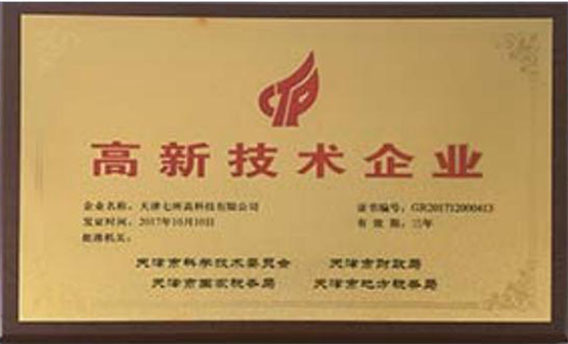 CTP
高新技术企业
企业名称：天津七所高科技有限公司 证书编号：GR201712000413
发证时间：2017年10月10日 有 效 期：三年
批准机关：
天津市科学技术委员会 天津市财政局
天津市国家税务局 天津市地方税务局